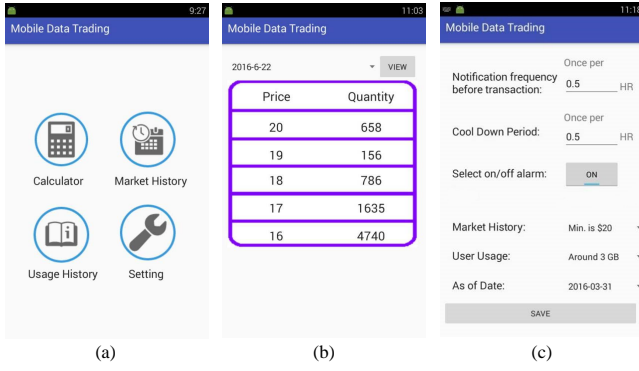 9:27
Mobile Data Trading
Calculator Market History
Usage History Setting
(a)
11:03
Mobile Data Trading
2016-6-22 VIEW
Price Quantity
20 658
19 156
18 786
17 1635
16 4740
(b)
11:18
Mobile Data Trading
Once per
Notification frequency
before transaction: 0.5 HR
Once per
Cool Down Period: 0.5 HR
Select on/off alarm: ON
Market History: Min. is $20
User Usage: Around 3 GB
As of Date: 2016-03-31
SAVE
(c)